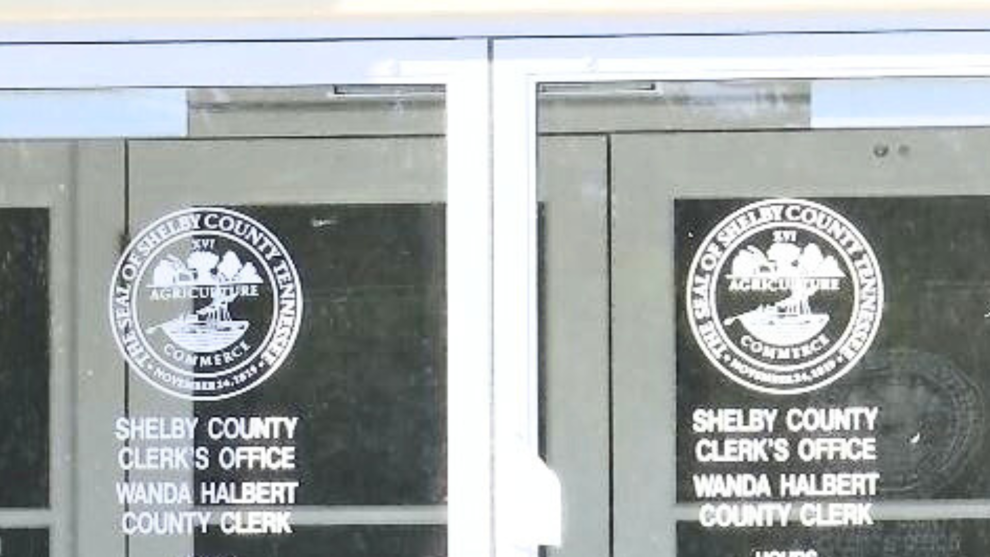 THE SEAL OF SHELBY COUNTY TENNESSEE
XVI
AGRICULTURE
COMMERCE
• NOVEMBER 24, 1819 •
SHELBY COUNTY
CLERK'S OFFICE
WANDA HALBERT
COUNTY CLERK
THE SEAL OF SHELBY COUNTY TENNESSEE
XVI
AGRICULTURE
COMMERCE
• NOVEMBER 24, 1819 •
SHELBY COUNTY
CLERK'S OFFICE
WANDA HALBERT
COUNTY CLERK
HOURS